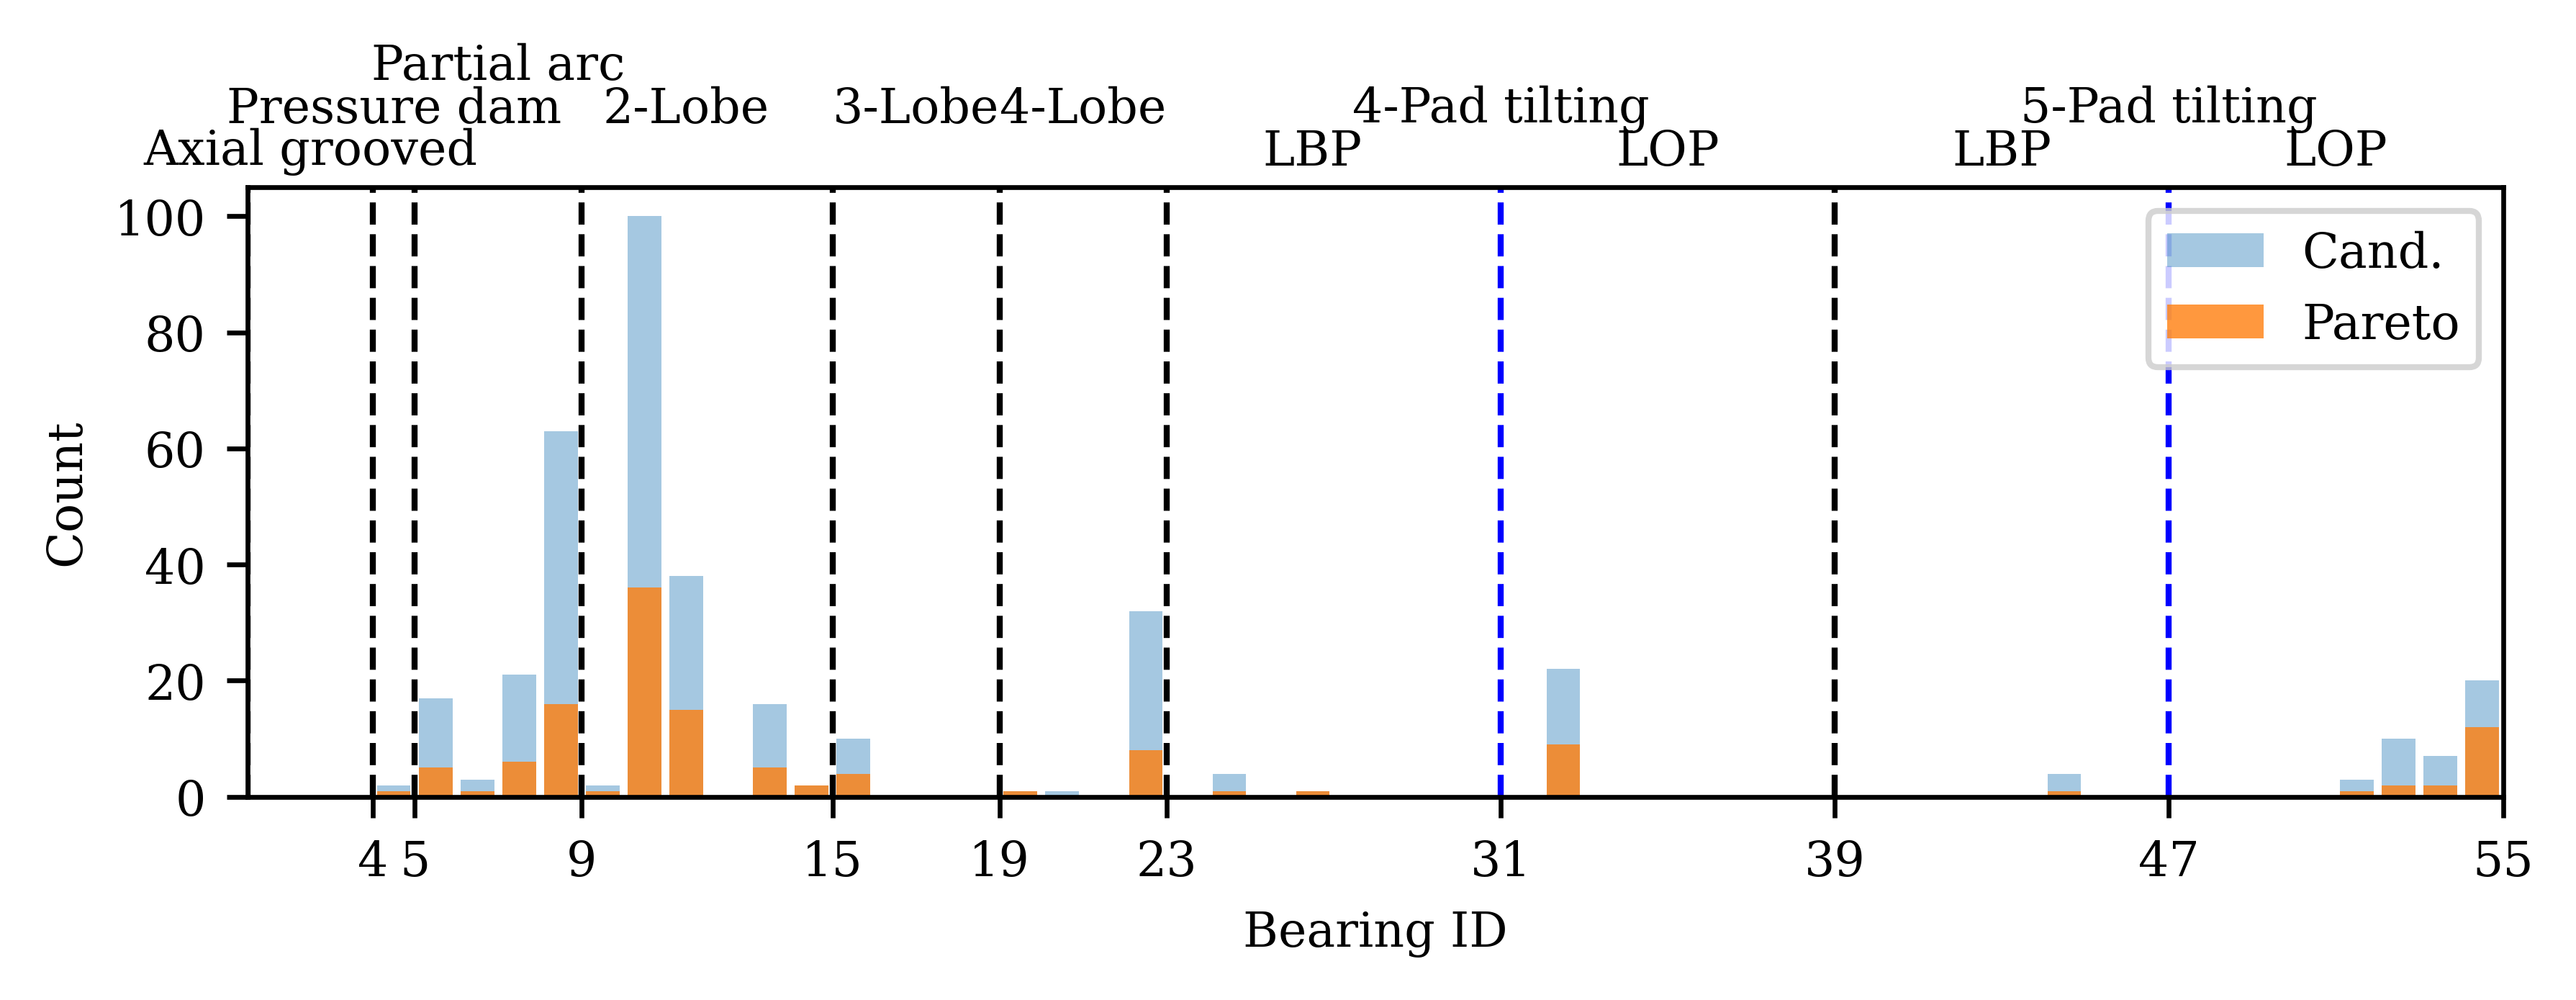 Partial arc
Pressure dam 2-Lobe 3-Lobe 4-Lobe 4-Pad tilting 5-Pad tilting
Axial grooved LBP LOP LBP LOP
100
80
60
40
20
0
Count
Cand.
Pareto
4 5 9 15 19 23 31 39 47 55
Bearing ID